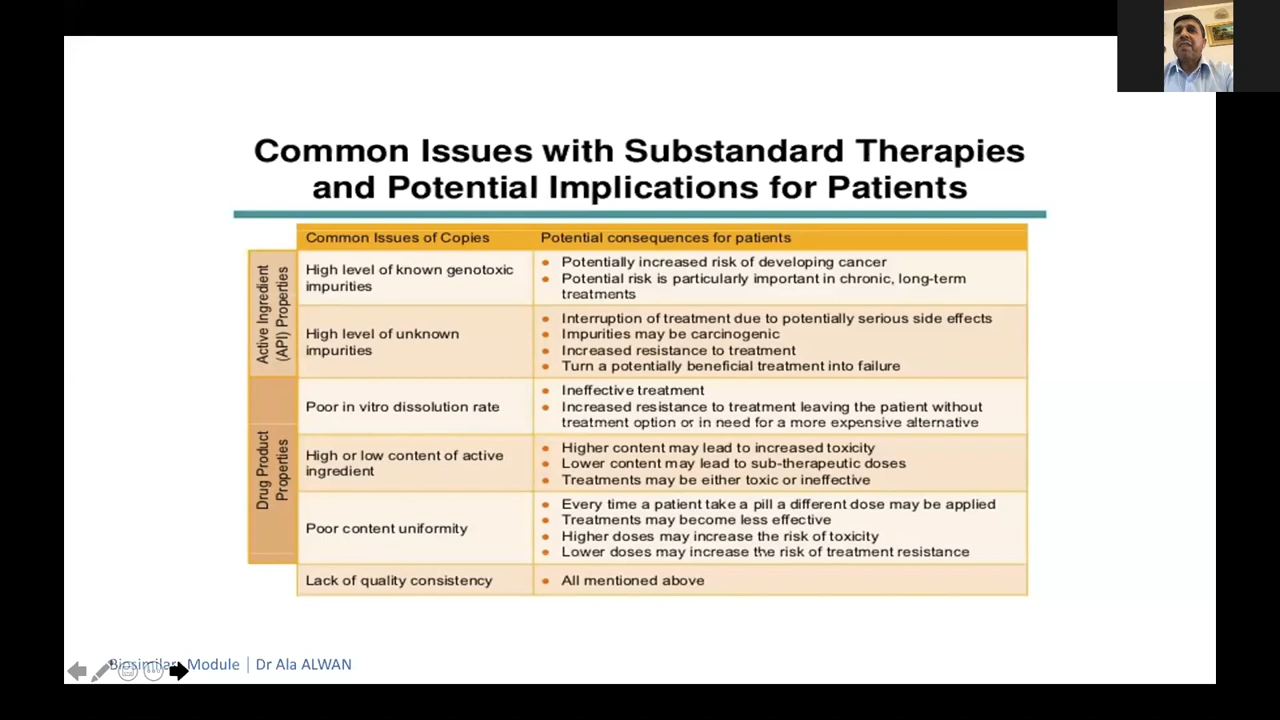 Common Issues with Substandard Therapies
and Potential Implications for Patients
Common Issues of Copies
Potential consequences for patients
Active Ingredient
(API) Properties
High level of known genotoxic
impurities
Potentially increased risk of developing cancer
Potential risk is particularly important in chronic, long-term
treatments
High level of unknown
impurities
Interruption of treatment due to potentially serious side effects
Impurities may be carcinogenic
Increased resistance to treatment
Turn a potentially beneficial treatment into failure
Drug Product
Properties
Poor in vitro dissolution rate
Ineffective treatment
Increased resistance to treatment leaving the patient without
treatment option or in need for a more expensive alternative
High or low content of active
ingredient
Higher content may lead to increased toxicity
Lower content may lead to sub-therapeutic doses
Treatments may be either toxic or ineffective
Poor content uniformity
Every time a patient take a pill a different dose may be applied
Treatments may become less effective
Higher doses may increase the risk of toxicity
Lower doses may increase the risk of treatment resistance
Lack of quality consistency
All mentioned above
Biosimilars Module | Dr Ala ALWAN